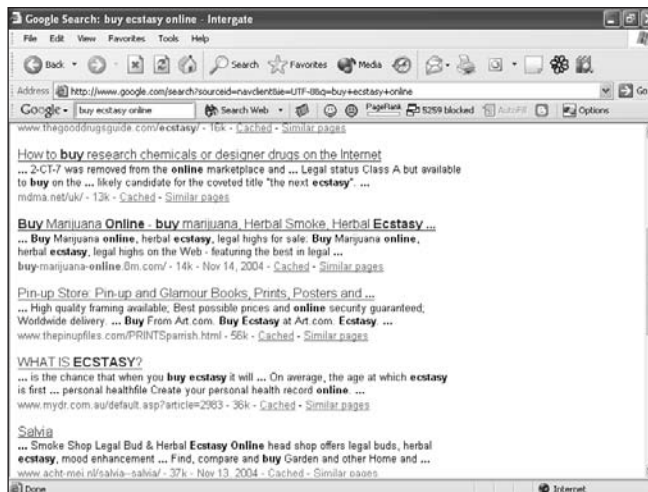 Google Search: buy ecstasy online - Intergate
File Edit View Favorites Tools Help
Back Search Favorites Media
Address http://www.google.com/search?sourceid=navclient&ie=UTF-8&q=buy+ecstasy+online Go
Google buy ecstasy online Search Web PageRank 5259 blocked AutoFill Options
www.thegooddrugsguide.com/ecstasy/ - 16k - Cached - Similar pages
How to buy research chemicals or designer drugs on the Internet
... 2-CT-7 was removed from the online marketplace and ... Legal status Class A but available
to buy on the ... likely candidate for the coveted title "the next ecstasy". ...
mdma.net/uk/ - 13k - Cached - Similar pages
Buy Marijuana Online - buy marijuana, Herbal Smoke, Herbal Ecstasy ...
... Buy Marijuana online, herbal ecstasy, legal highs for sale. Buy Marijuana online,
herbal ecstasy, legal highs on the Web - featuring the best in legal ...
buy-marijuana-online.8m.com/ - 14k - Nov 14, 2004 - Cached - Similar pages
Pin-up Store: Pin-up and Glamour Books, Prints, Posters and ...
... High quality framing available; Best possible prices and online security guaranteed;
Worldwide delivery. ... Buy From Art.com. Buy Ecstasy at Art.com. Ecstasy. ...
www.thepinupfiles.com/PRINTSparrish.html - 56k - Cached - Similar pages
WHAT IS ECSTASY?
... is the chance that when you buy ecstasy it will ... On average, the age at which ecstasy
is first ... personal healthfile Create your personal health record online. ...
www.mydr.com.au/default.asp?article=2983 - 36k - Cached - Similar pages
Salvia
... Smoke Shop Legal Bud & Herbal Ecstasy Online head shop offers legal buds, herbal
ecstasy, mood enhancement ... Find, compare and buy Garden and other Home and ...
www.acht-mei.nl/salvia--salvia/ - 37k - Nov 13, 2004 - Cached - Similar pages
Done Internet